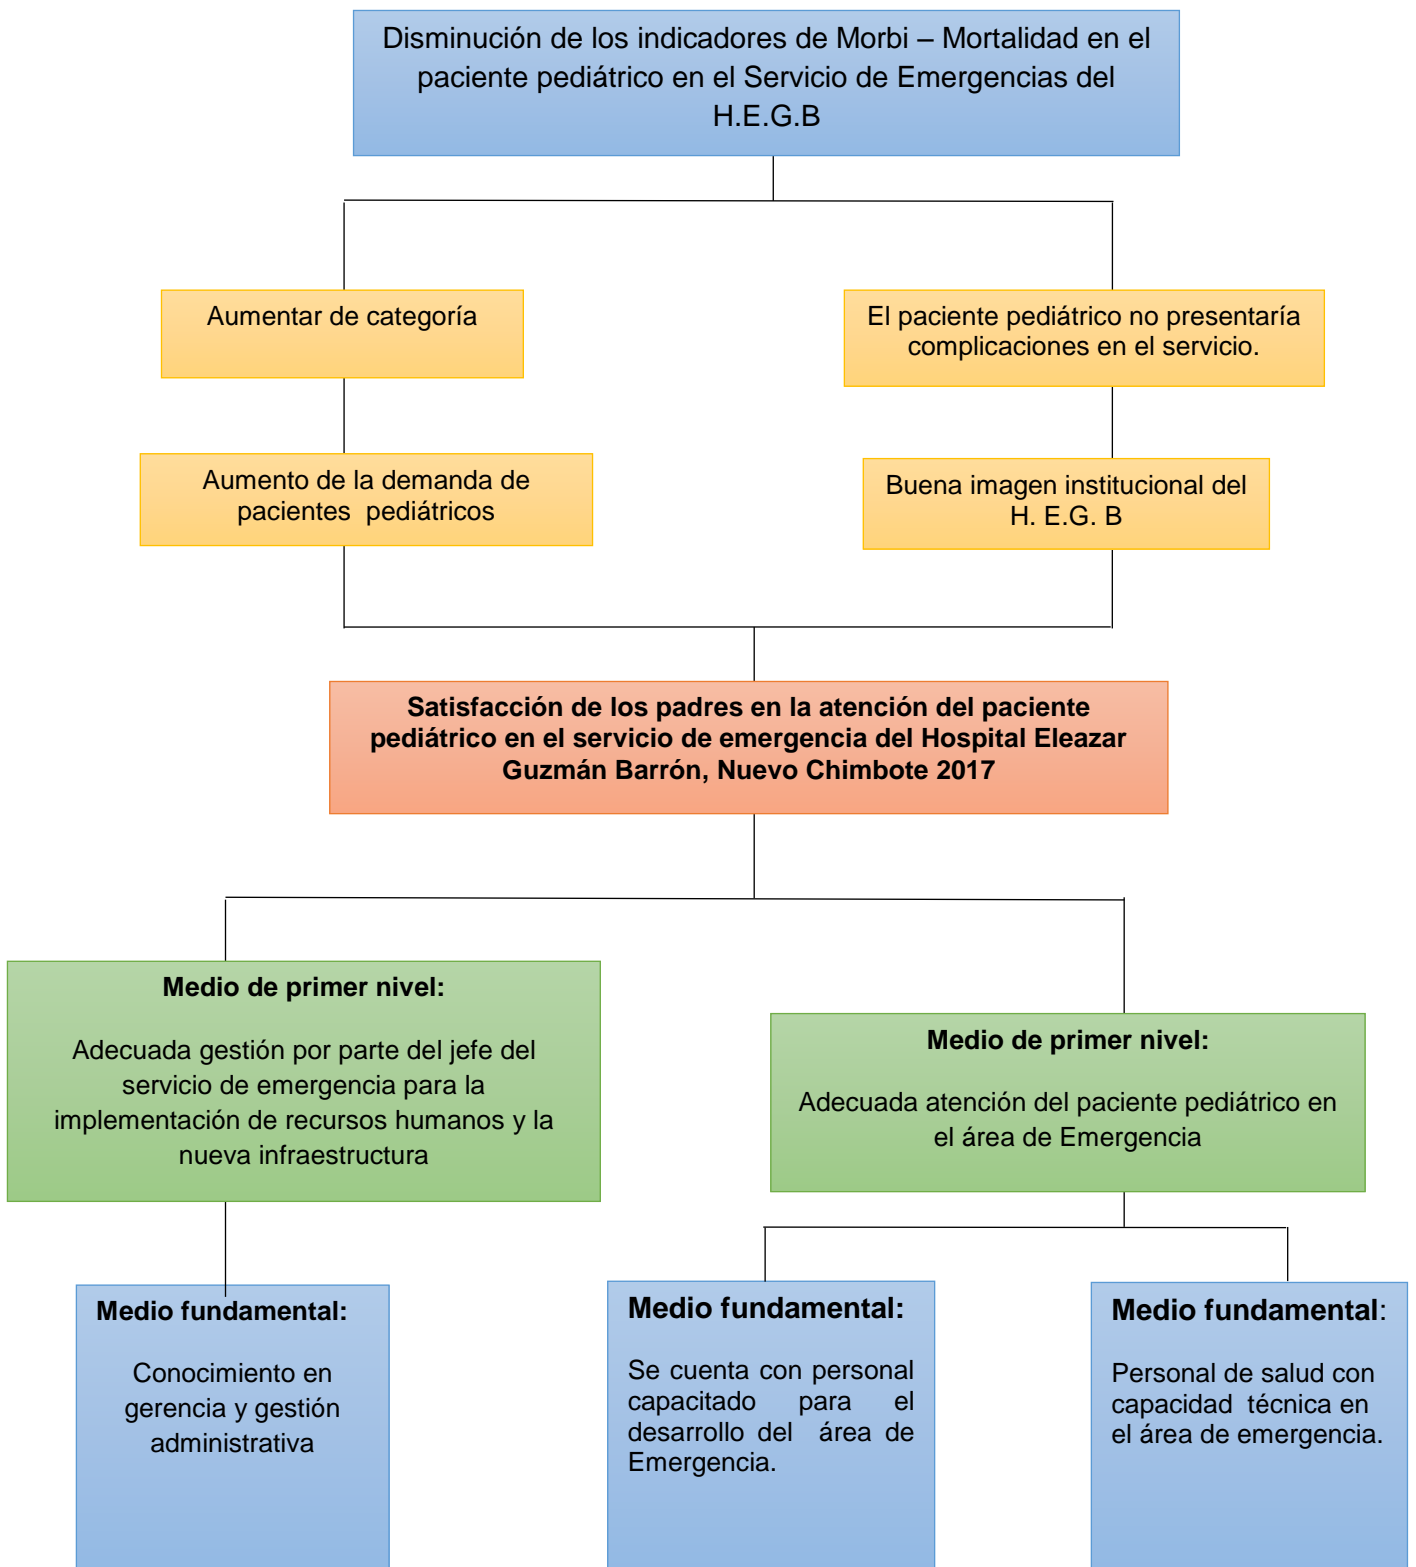 Disminución de los indicadores de Morbi – Mortalidad en el
paciente pediátrico en el Servicio de Emergencias del
H.E.G.B
Aumentar de categoría
El paciente pediátrico no presentaría
complicaciones en el servicio.
Aumento de la demanda de
pacientes pediátricos
Buena imagen institucional del
H. E.G. B
Satisfacción de los padres en la atención del paciente
pediátrico en el servicio de emergencia del Hospital Eleazar
Guzmán Barrón, Nuevo Chimbote 2017
Medio de primer nivel:
Adecuada gestión por parte del jefe del
servicio de emergencia para la
implementación de recursos humanos y la
nueva infraestructura
Medio de primer nivel:
Adecuada atención del paciente pediátrico en
el área de Emergencia
Medio fundamental:
Conocimiento en
gerencia y gestión
administrativa
Medio fundamental:
Se cuenta con personal
capacitado para el
desarrollo del área de
Emergencia.
Medio fundamental:
Personal de salud con
capacidad técnica en
el área de emergencia.